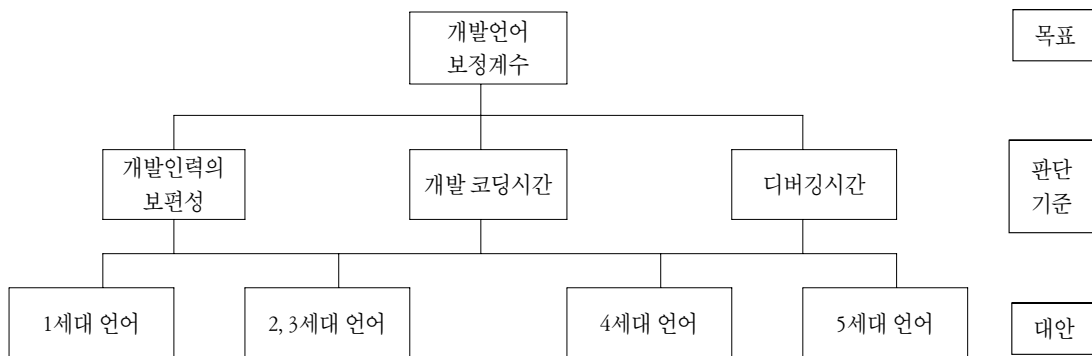 개발언어
보정계수
목표
개발인력의
보편성
개발 코딩시간
디버깅시간
판단
기준
1세대 언어
2, 3세대 언어
4세대 언어
5세대 언어
대안